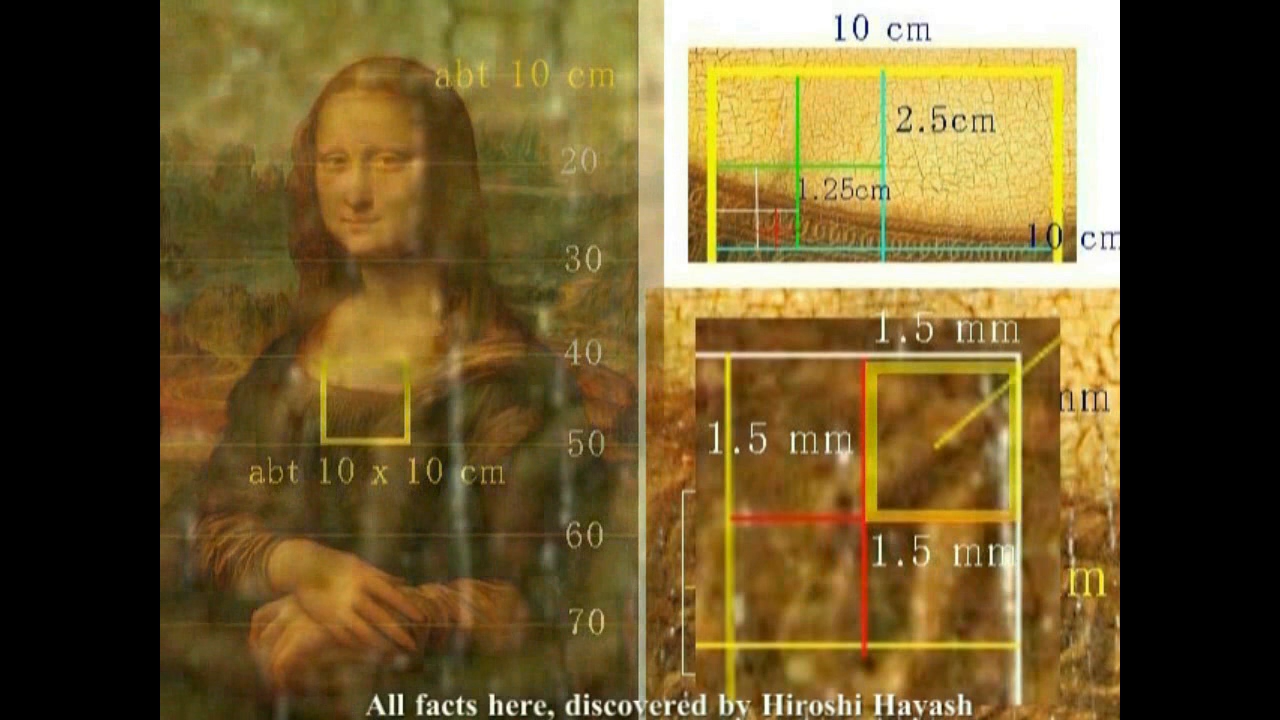 abt 10 cm
20
30
40
50
abt 10 x 10 cm
60
70
10 cm
2.5cm
1.25cm
10 cm
1.5 mm
1.5 mm
1.5 mm
m
All facts here, discovered by Hiroshi Hayash